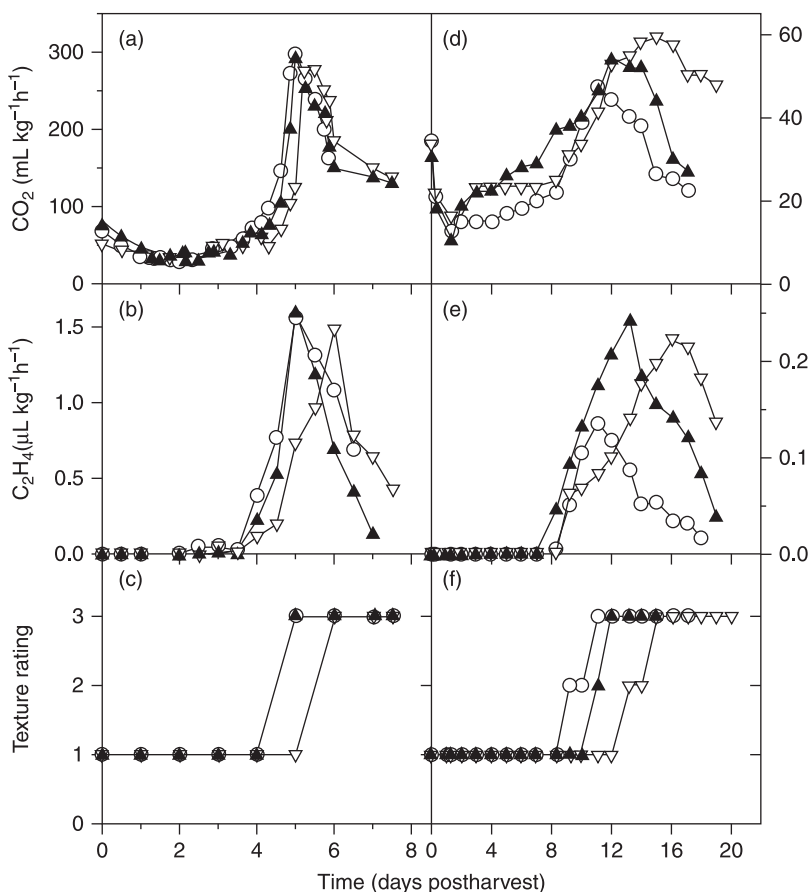 (a)
CO₂ (mL kg⁻¹h⁻¹)
300
200
100
0
(d)
60
40
20
0
(b)
C₂H₄(μL kg⁻¹h⁻¹)
1.5
1.0
0.5
0.0
(e)
0.2
0.1
0.0
(c)
Texture rating
3
2
1
(f)
0 2 4 6 8
0 4 8 12 16 20
Time (days postharvest)